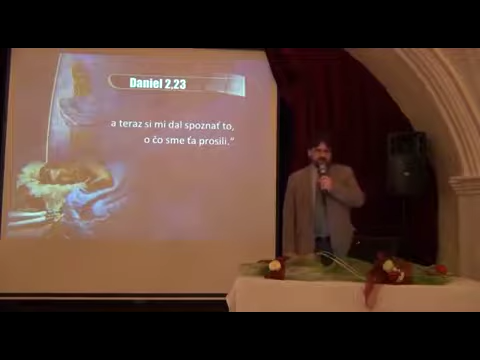 Daniel 2,23
a teraz si mi dal spoznať to,
o čo sme ťa prosili.“